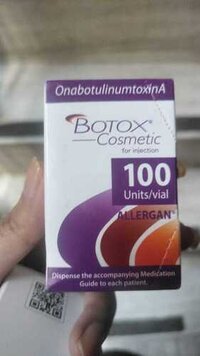 OnabotulinumtoxinA
BOTOX®
Cosmetic
for injection
100
Units/vial
ALLERGAN
Dispense the accompanying Medication
Guide to each patient.